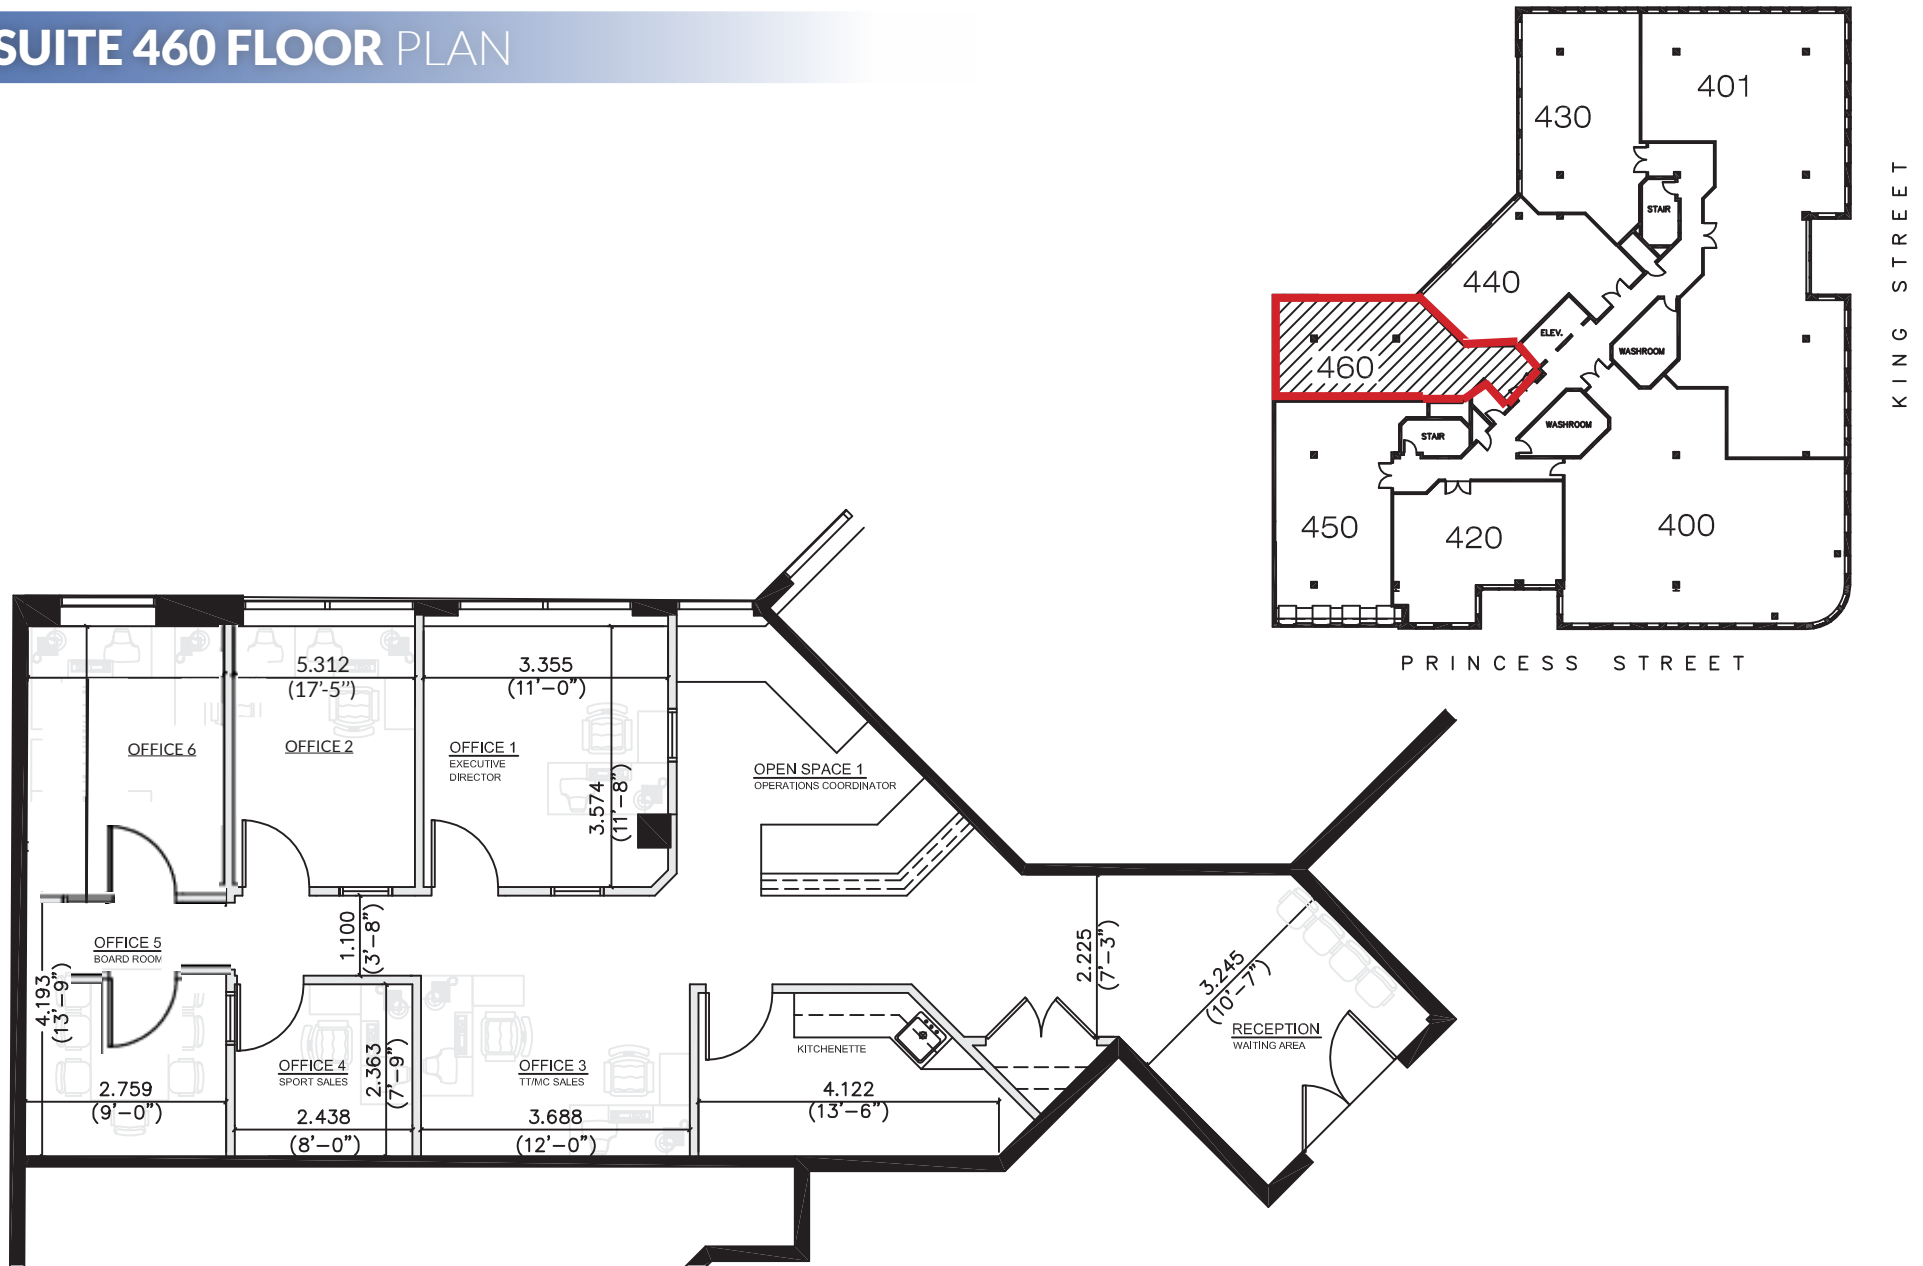 SUITE 460 FLOOR PLAN
430
401
STAIR
440
ELEV.
WASHROOM
460
WASHROOM
STAIR
450
420
400
KING STREET
PRINCESS STREET
5.312
(17'-5")
3.355
(11'-0")
OFFICE 6
OFFICE 2
OFFICE 1
EXECUTIVE
DIRECTOR
3.574
(11'-8")
OPEN SPACE 1
OPERATIONS COORDINATOR
OFFICE 5
BOARD ROOM
1.100
(3'-8")
4.193
(13'-9")
2.225
(7'-3")
3.245
(10'-7")
RECEPTION
WAITING AREA
KITCHENETTE
OFFICE 4
SPORT SALES
2.363
(7'-9")
OFFICE 3
TT/MC SALES
2.759
(9'-0")
2.438
(8'-0")
3.688
(12'-0")
4.122
(13'-6")